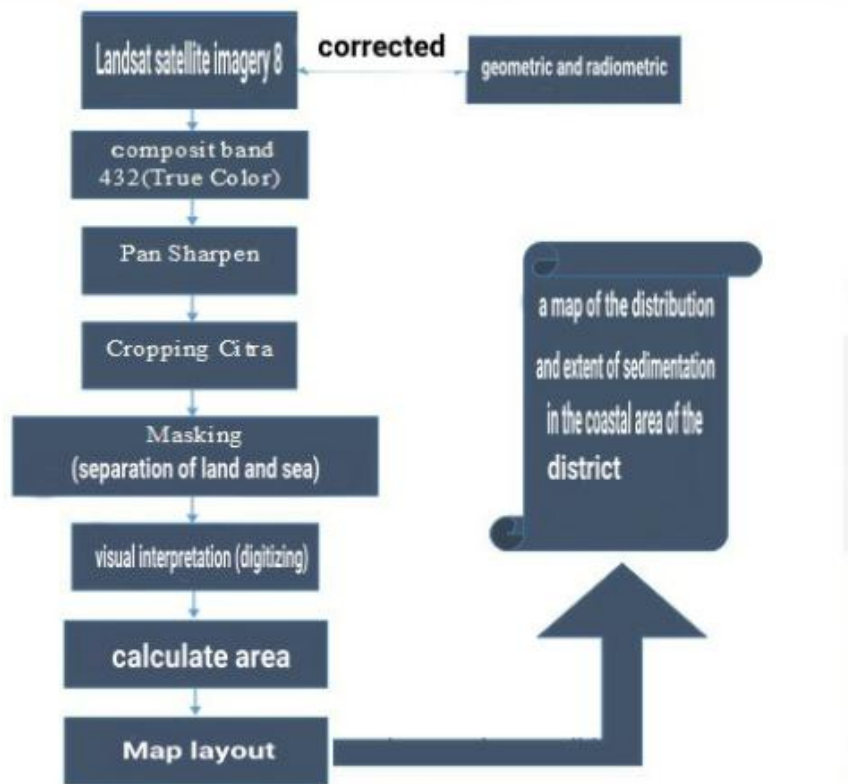 Landsat satellite imagery 8
corrected
geometric and radiometric
composit band
432(True Color)
Pan Sharpen
Cropping Citra
Masking
(separation of land and sea)
visual interpretation (digitizing)
calculate area
Map layout
a map of the distribution
and extent of sedimentation
in the coastal area of the
district